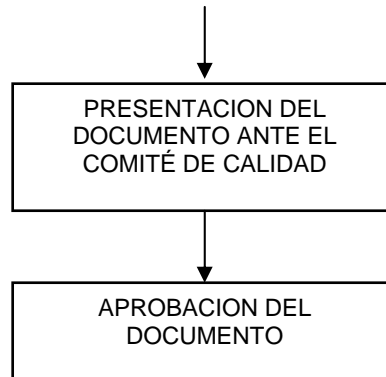 PRESENTACION DEL
DOCUMENTO ANTE EL
COMITÉ DE CALIDAD
APROBACION DEL
DOCUMENTO